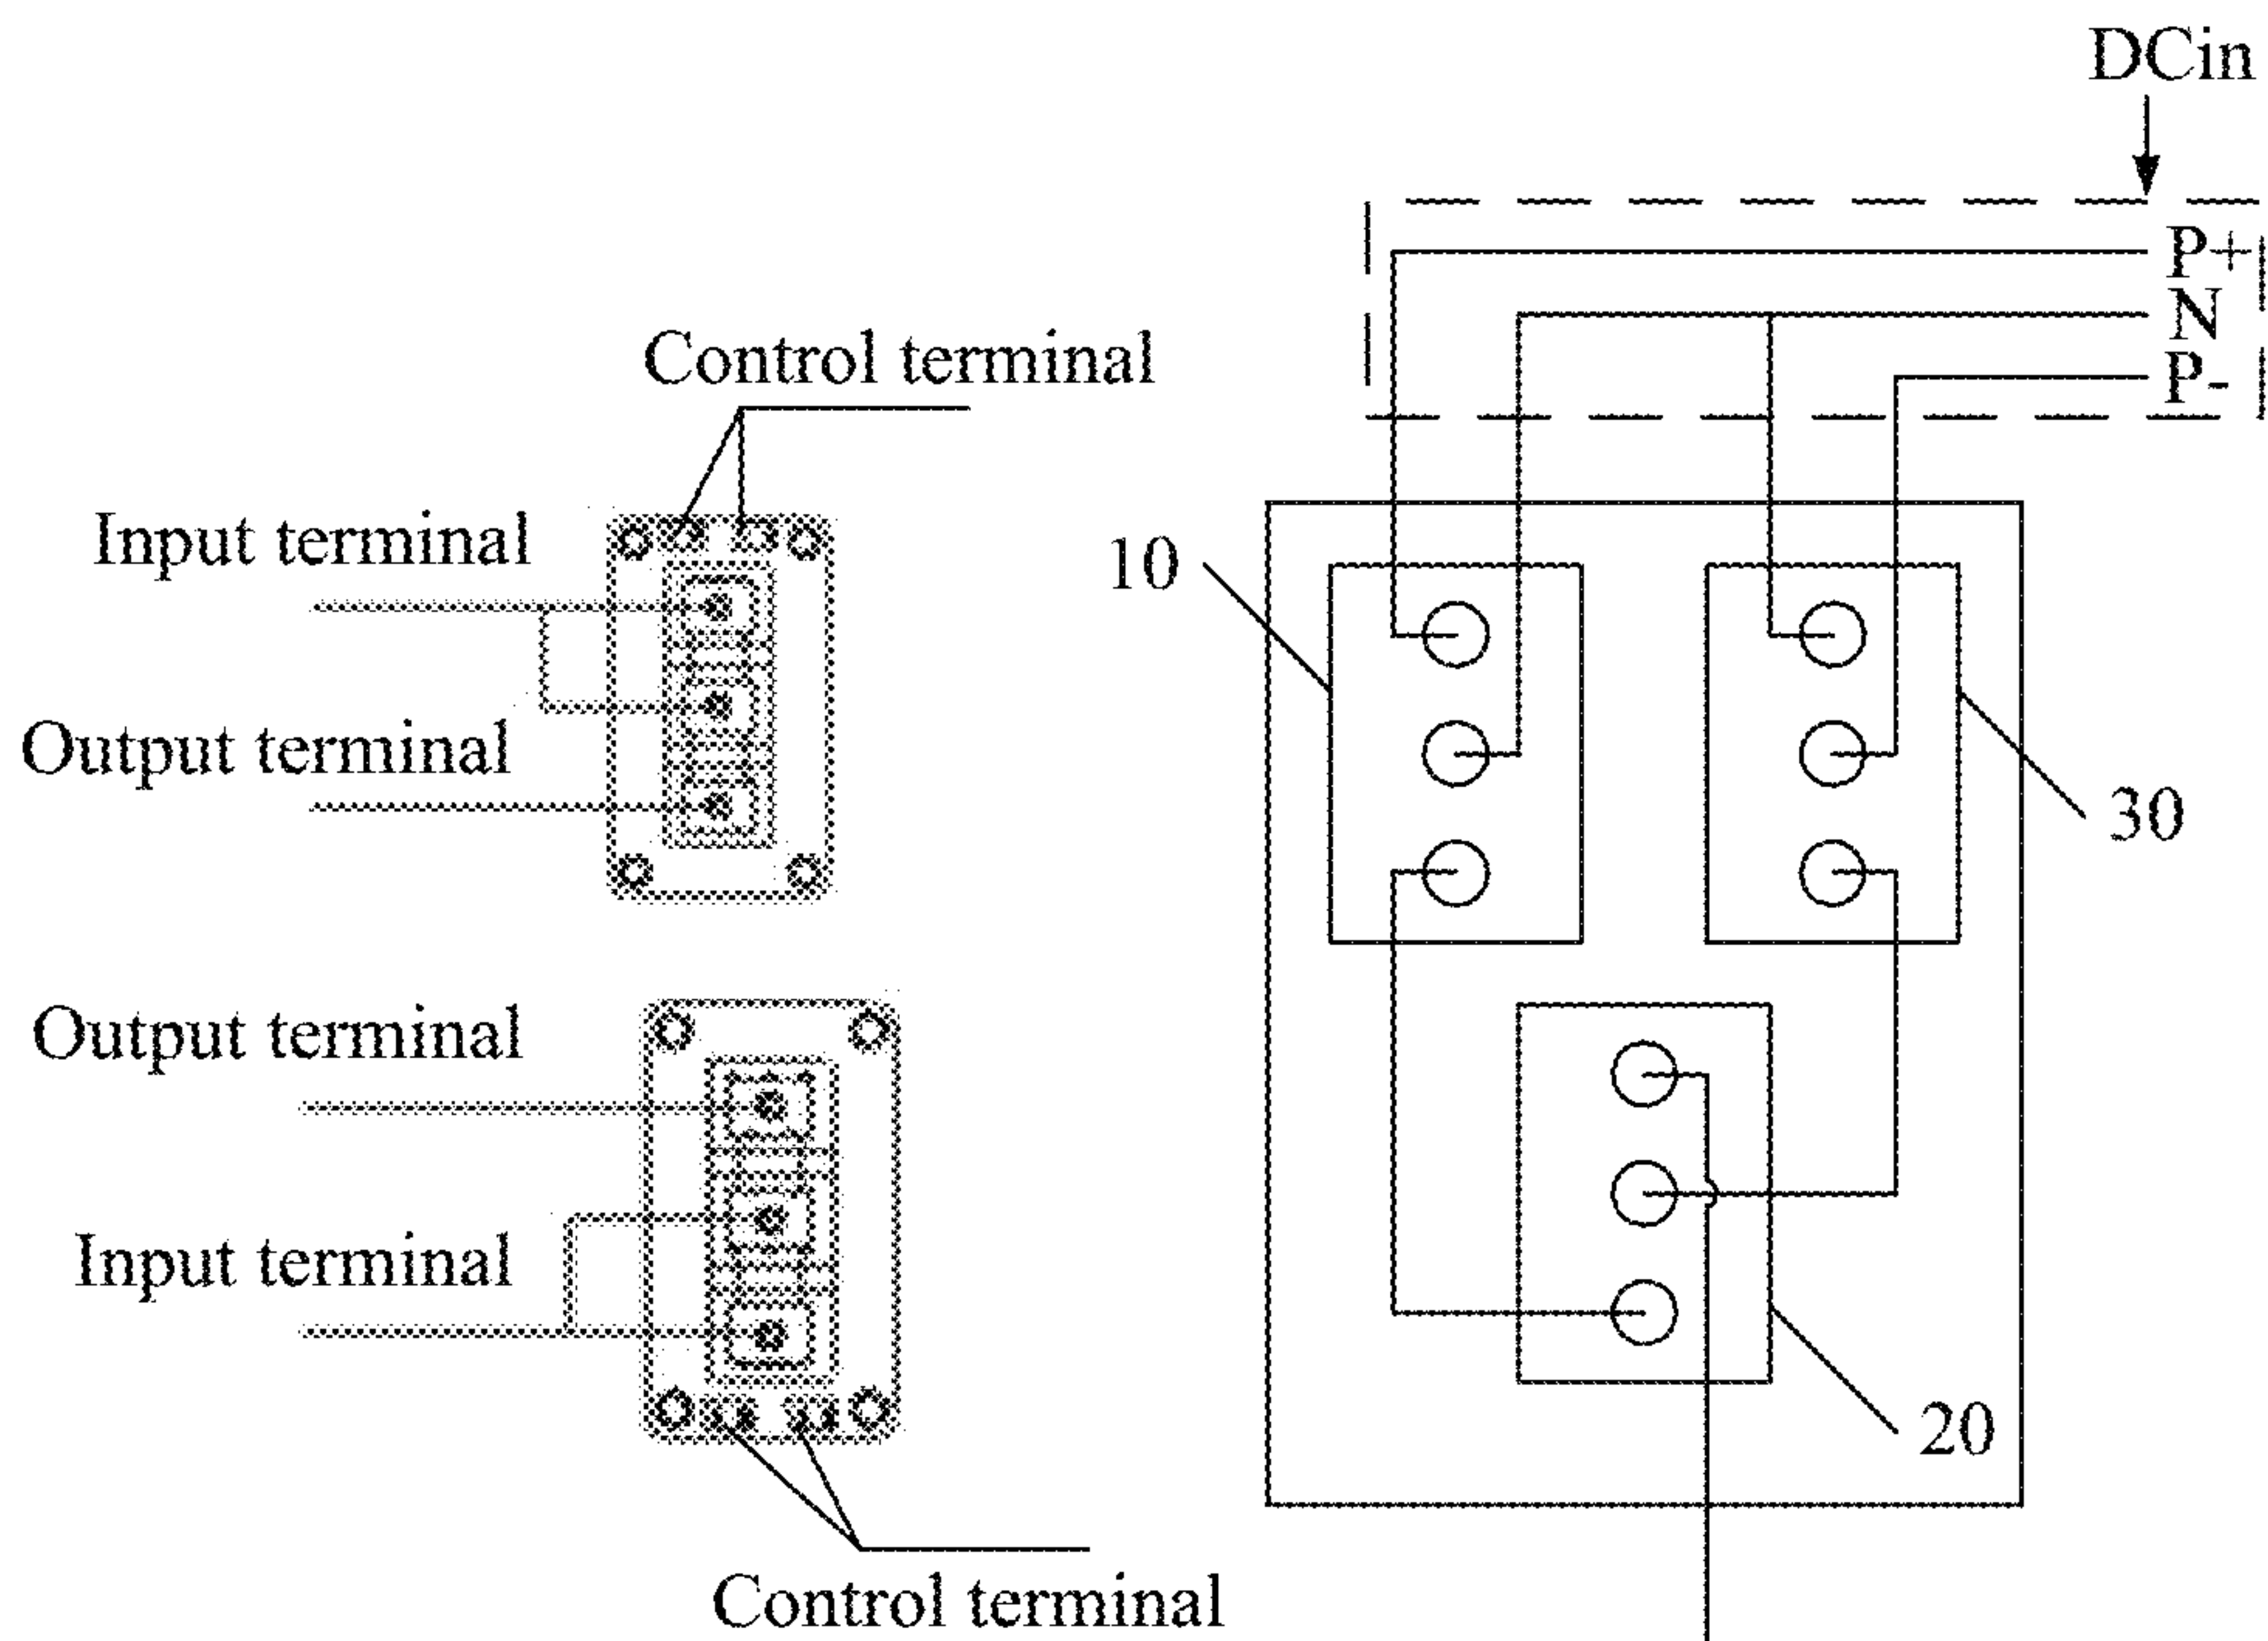 DCin
P+
N
P-
Control terminal
Input terminal
10
Output terminal
30
Output terminal
Input terminal
20
Control terminal